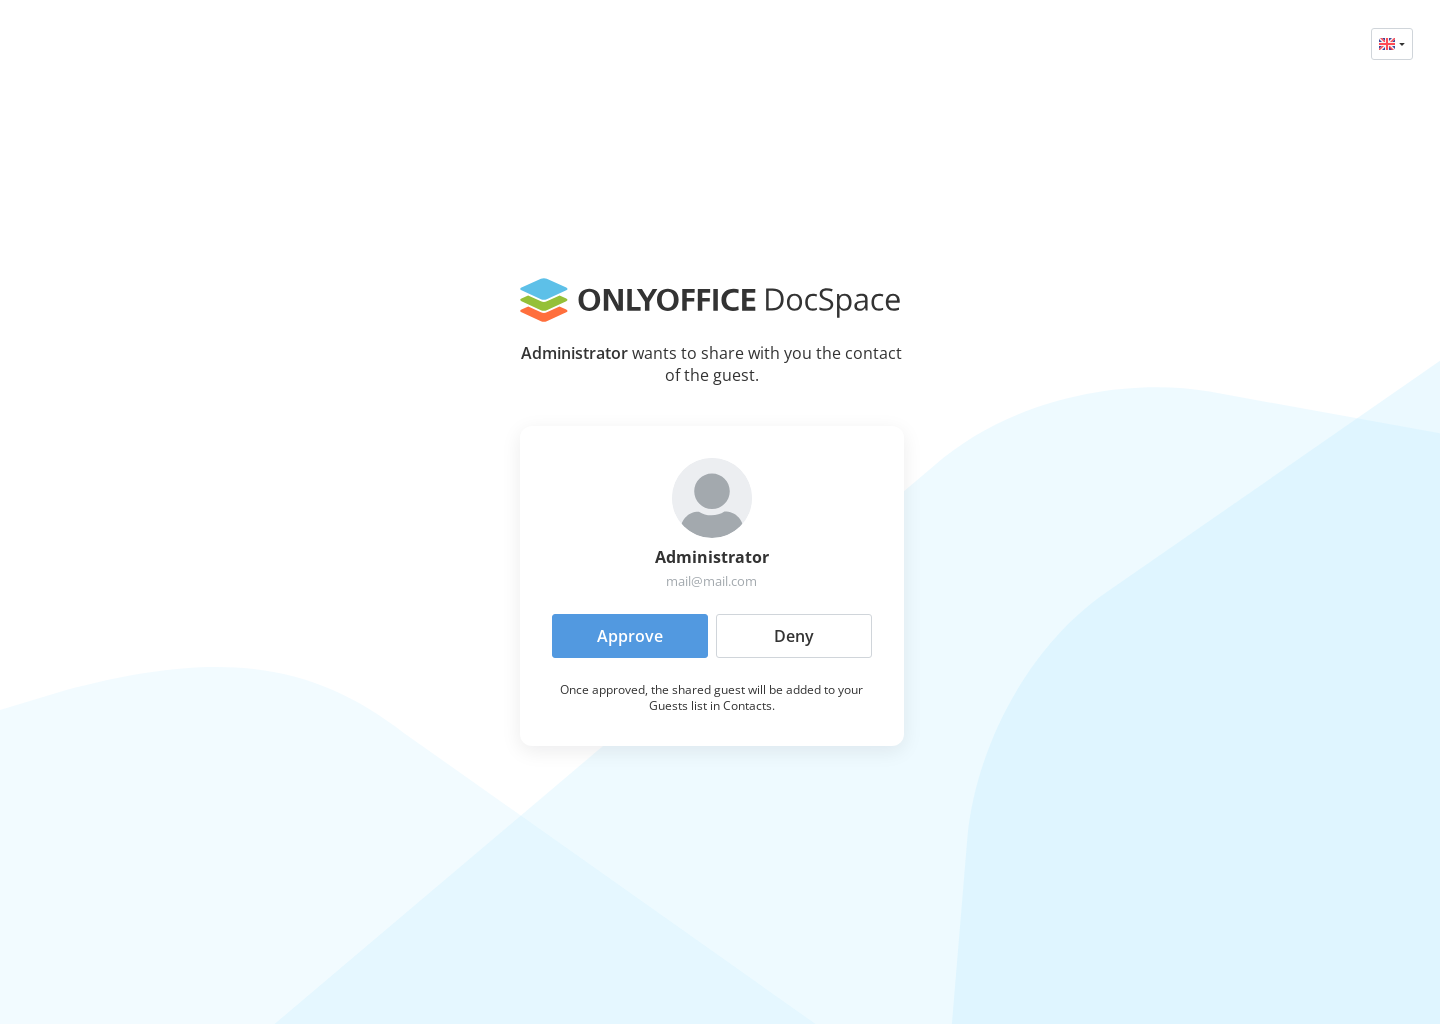 ONLYOFFICE DocSpace
Administrator wants to share with you the contact
of the guest.
Administrator
mail@mail.com
Approve
Deny
Once approved, the shared guest will be added to your
Guests list in Contacts.